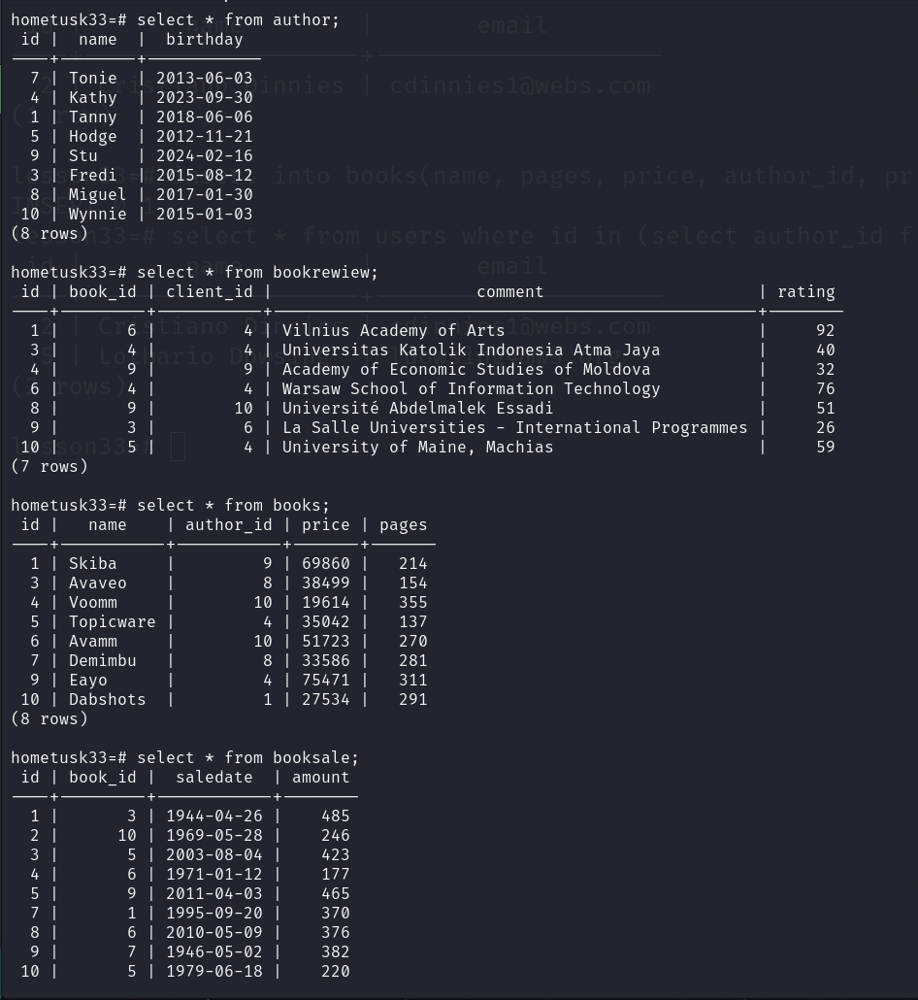 hometusk33=# select * from author;
 id |  name  |  birthday
----+--------+------------
  7 | Tonie  | 2013-06-03
  4 | Kathy  | 2023-09-30
  1 | Tanny  | 2018-06-06
  5 | Hodge  | 2012-11-21
  9 | Stu    | 2024-02-16
  3 | Fredi  | 2015-08-12
  8 | Miguel | 2017-01-30
 10 | Wynnie | 2015-01-03
(8 rows)
hometusk33=# select * from bookrewiew;
 id | book_id | client_id |                     comment                      | rating
----+---------+-----------+--------------------------------------------------+--------
  1 |       6 |         4 | Vilnius Academy of Arts                          |     92
  3 |       4 |         4 | Universitas Katolik Indonesia Atma Jaya          |     40
  4 |       9 |         9 | Academy of Economic Studies of Moldova           |     32
  6 |       4 |         4 | Warsaw School of Information Technology          |     76
  8 |       9 |        10 | Université Abdelmalek Essadi                     |     51
  9 |       3 |         6 | La Salle Universities - International Programmes |     26
 10 |       5 |         4 | University of Maine, Machias                     |     59
(7 rows)
hometusk33=# select * from books;
 id |   name    | author_id | price | pages
----+-----------+-----------+-------+-------
  1 | Skiba     |         9 | 69860 |   214
  3 | Avaveo    |         8 | 38499 |   154
  4 | Voomm     |        10 | 19614 |   355
  5 | Topicware |         4 | 35042 |   137
  6 | Avamm     |        10 | 51723 |   270
  7 | Demimbu   |         8 | 33586 |   281
  9 | Eayo      |         4 | 75471 |   311
 10 | Dabshots  |         1 | 27534 |   291
(8 rows)
hometusk33=# select * from booksale;
 id | book_id |  saledate  | amount
----+---------+------------+--------
  1 |       3 | 1944-04-26 |    485
  2 |      10 | 1969-05-28 |    246
  3 |       5 | 2003-08-04 |    423
  4 |       6 | 1971-01-12 |    177
  5 |       9 | 2011-04-03 |    465
  7 |       1 | 1995-09-20 |    370
  8 |       6 | 2010-05-09 |    376
  9 |       7 | 1946-05-02 |    382
 10 |       5 | 1979-06-18 |    220